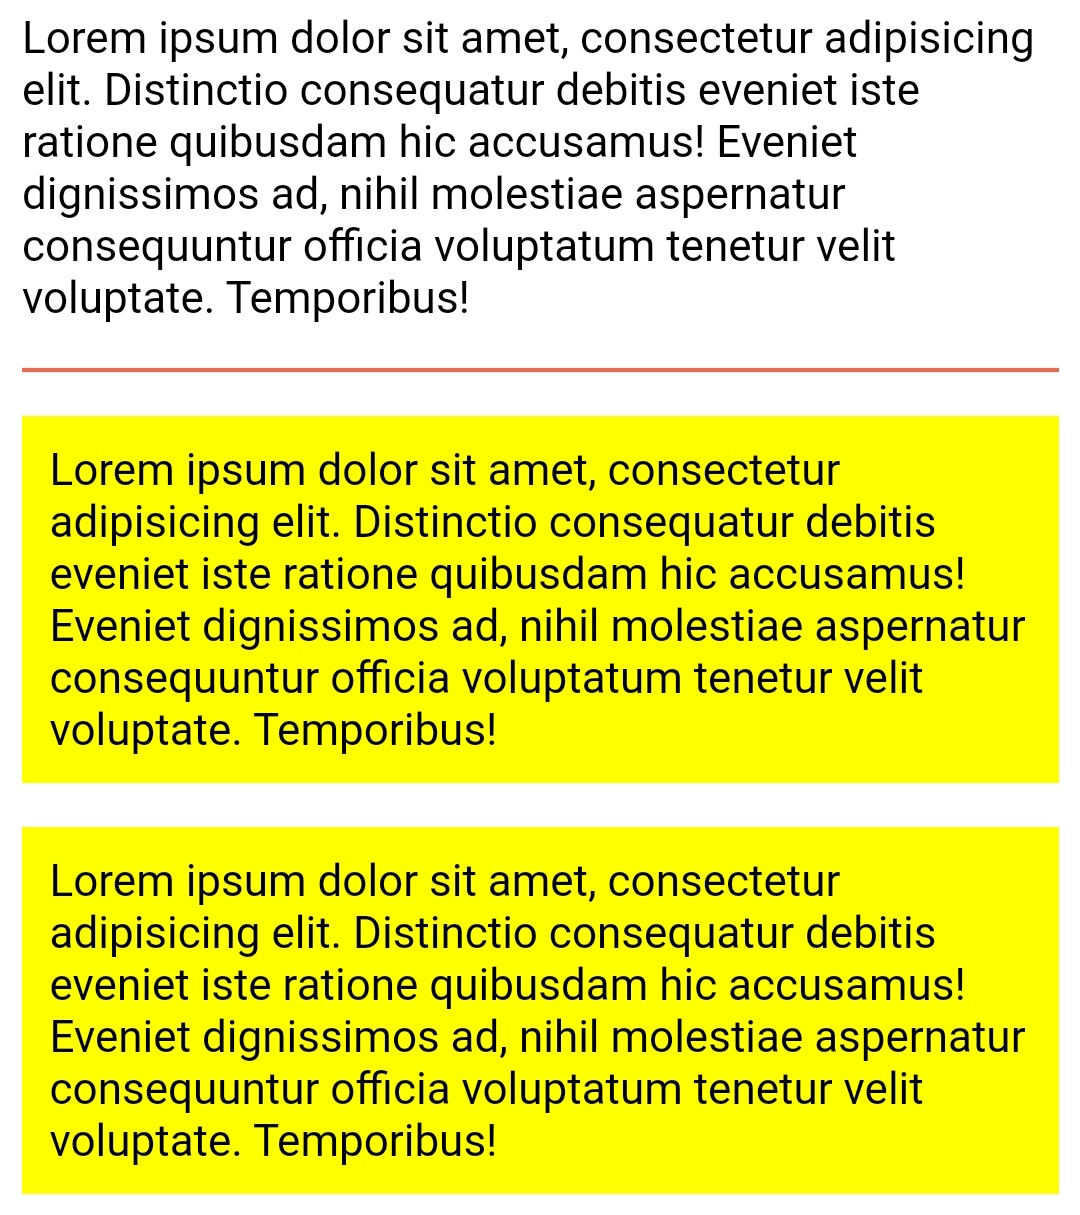 Lorem ipsum dolor sit amet, consectetur adipisicing
elit. Distinctio consequatur debitis eveniet iste
ratione quibusdam hic accusamus! Eveniet
dignissimos ad, nihil molestiae aspernatur
consequuntur officia voluptatum tenetur velit
voluptate. Temporibus!
Lorem ipsum dolor sit amet, consectetur
adipisicing elit. Distinctio consequatur debitis
eveniet iste ratione quibusdam hic accusamus!
Eveniet dignissimos ad, nihil molestiae aspernatur
consequuntur officia voluptatum tenetur velit
voluptate. Temporibus!
Lorem ipsum dolor sit amet, consectetur
adipisicing elit. Distinctio consequatur debitis
eveniet iste ratione quibusdam hic accusamus!
Eveniet dignissimos ad, nihil molestiae aspernatur
consequuntur officia voluptatum tenetur velit
voluptate. Temporibus!